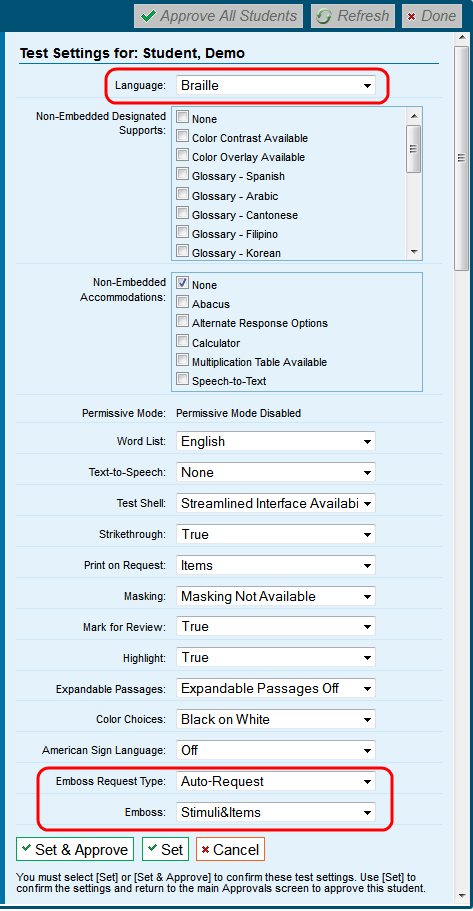 Approve All Students Refresh Done
Test Settings for: Student, Demo
Language: Braille
Non-Embedded Designated
Supports:
None
Color Contrast Available
Color Overlay Available
Glossary - Spanish
Glossary - Arabic
Glossary - Cantonese
Glossary - Filipino
Glossary - Korean
Non-Embedded
Accommodations:
None
Abacus
Alternate Response Options
Calculator
Multiplication Table Available
Speech-to-Text
Permissive Mode: Permissive Mode Disabled
Word List: English
Text-to-Speech: None
Test Shell: Streamlined Interface Availabi
Strikethrough: True
Print on Request: Items
Masking: Masking Not Available
Mark for Review: True
Highlight: True
Expandable Passages: Expandable Passages Off
Color Choices: Black on White
American Sign Language: Off
Emboss Request Type: Auto-Request
Emboss: Stimuli&Items
Set & Approve Set Cancel
You must select [Set] or [Set & Approve] to confirm these test settings. Use [Set] to
confirm the settings and return to the main Approvals screen to approve this student.